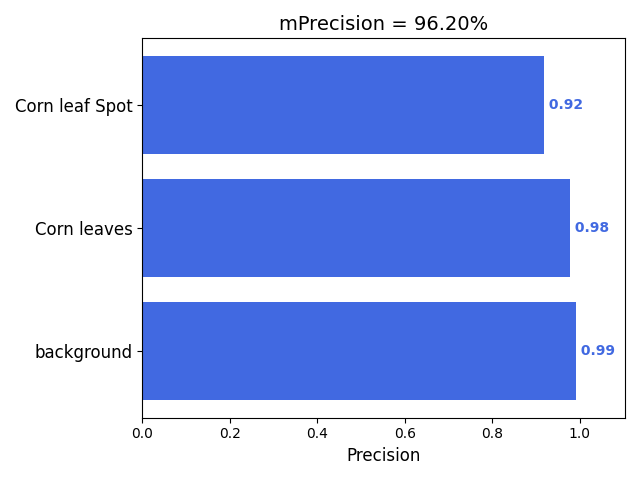 mPrecision = 96.20%
Corn leaf Spot
0.92
Corn leaves
0.98
background
0.99
0.0 0.2 0.4 0.6 0.8 1.0
Precision